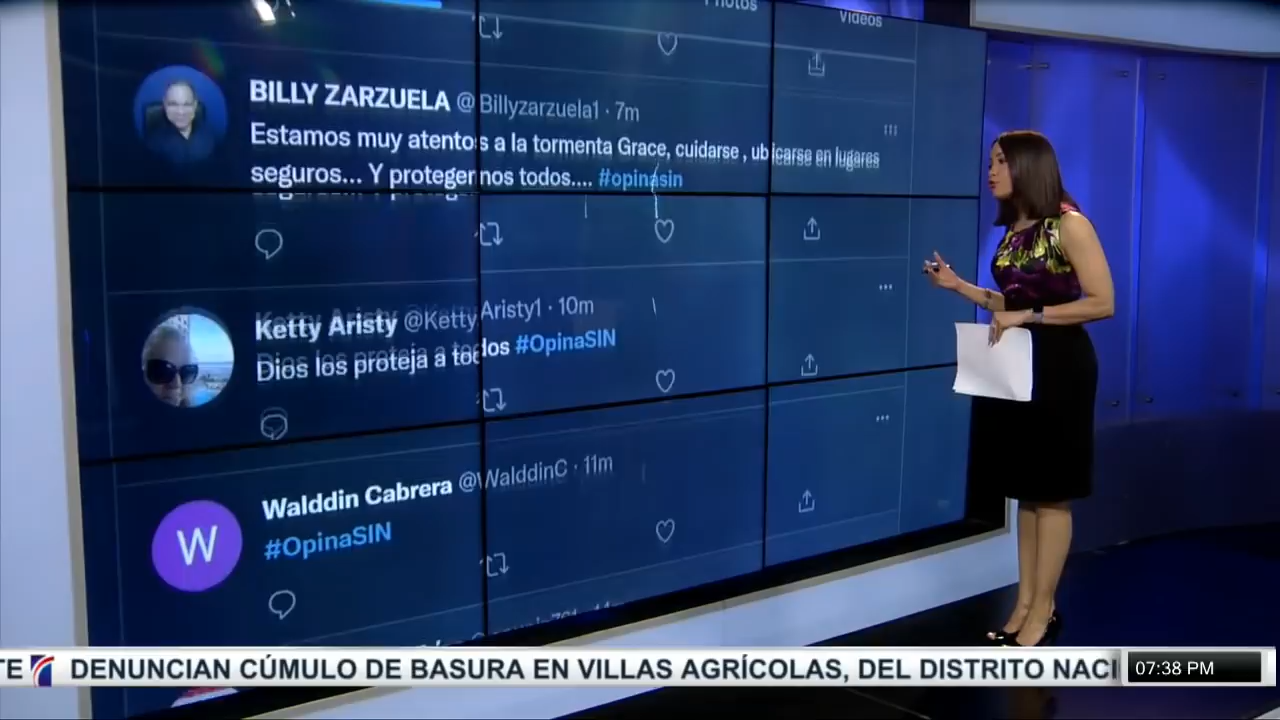 Photos
Videos
BILLY ZARZUELA @Billyzarzuela1 · 7m
Estamos muy atentos a la tormenta Grace, cuidarse , ubicarse en lugares
seguros... Y protegernos todos.... #opinasin
Ketty Aristy @KettyAristy1 · 10m
Dios los proteja a todos #OpinaSIN
Walddin Cabrera @WalddinC · 11m
W
#OpinaSIN
TE DENUNCIAN CÚMULO DE BASURA EN VILLAS AGRÍCOLAS, DEL DISTRITO NACI
07:38 PM